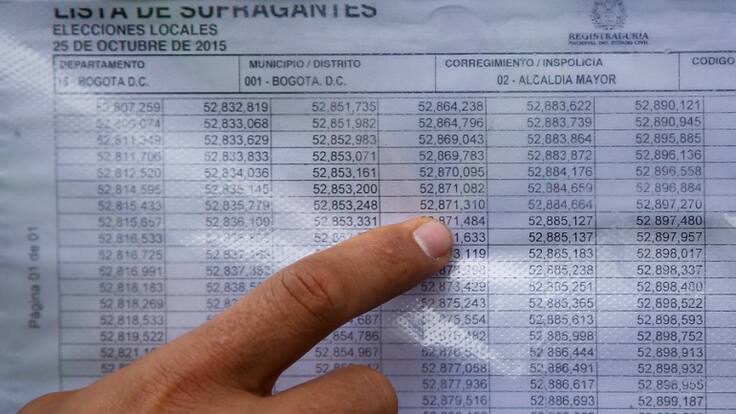 LISTA DE SUFRAGANTES
ELECCIONES LOCALES
25 DE OCTUBRE DE 2015
REGISTRADURÍA
NACIONAL DEL ESTADO CIVIL
DEPARTAMENTO MUNICIPIO / DISTRITO CORREGIMIENTO / INSPOLICIA CODIGO
BOGOTA D.C. 001 - BOGOTA. D.C. 02 - ALCALDIA MAYOR
52,807,259 52,832,819 52,851,735 52,864,238 52,883,622 52,890,121
52,833,068 52,851,982 52,864,796 52,883,739 52,890,945
52,811,349 52,833,629 52,852,983 52,869,043 52,883,864 52,895,885
52,811,706 52,833,833 52,853,071 52,869,783 52,883,872 52,896,136
52,812,520 52,834,036 52,853,161 52,870,095 52,884,176 52,896,558
52,814,595 52,835,145 52,853,200 52,871,082 52,884,659 52,896,884
52,815,433 52,835,779 52,853,248 52,871,310 52,884,664 52,897,270
52,815,657 52,836,109 52,853,331 52,871,484 52,885,127 52,897,480
52,816,533 52,885,137 52,897,957
52,816,725 52,885,183 52,898,017
52,816,991 52,885,238 52,898,337
52,818,183 52,873,429 52,885,251 52,898,480
52,818,269 52,875,243 52,885,365 52,898,522
52,818,533 52,885,613 52,898,593
52,819,522 52,854,786 52,885,998 52,898,752
52,854,967 52,886,444 52,898,913
52,877,058 52,886,491 52,898,932
52,877,936 52,886,617 52,898,955
52,879,516 52,886,693 52,899,187
Página 01 de 01